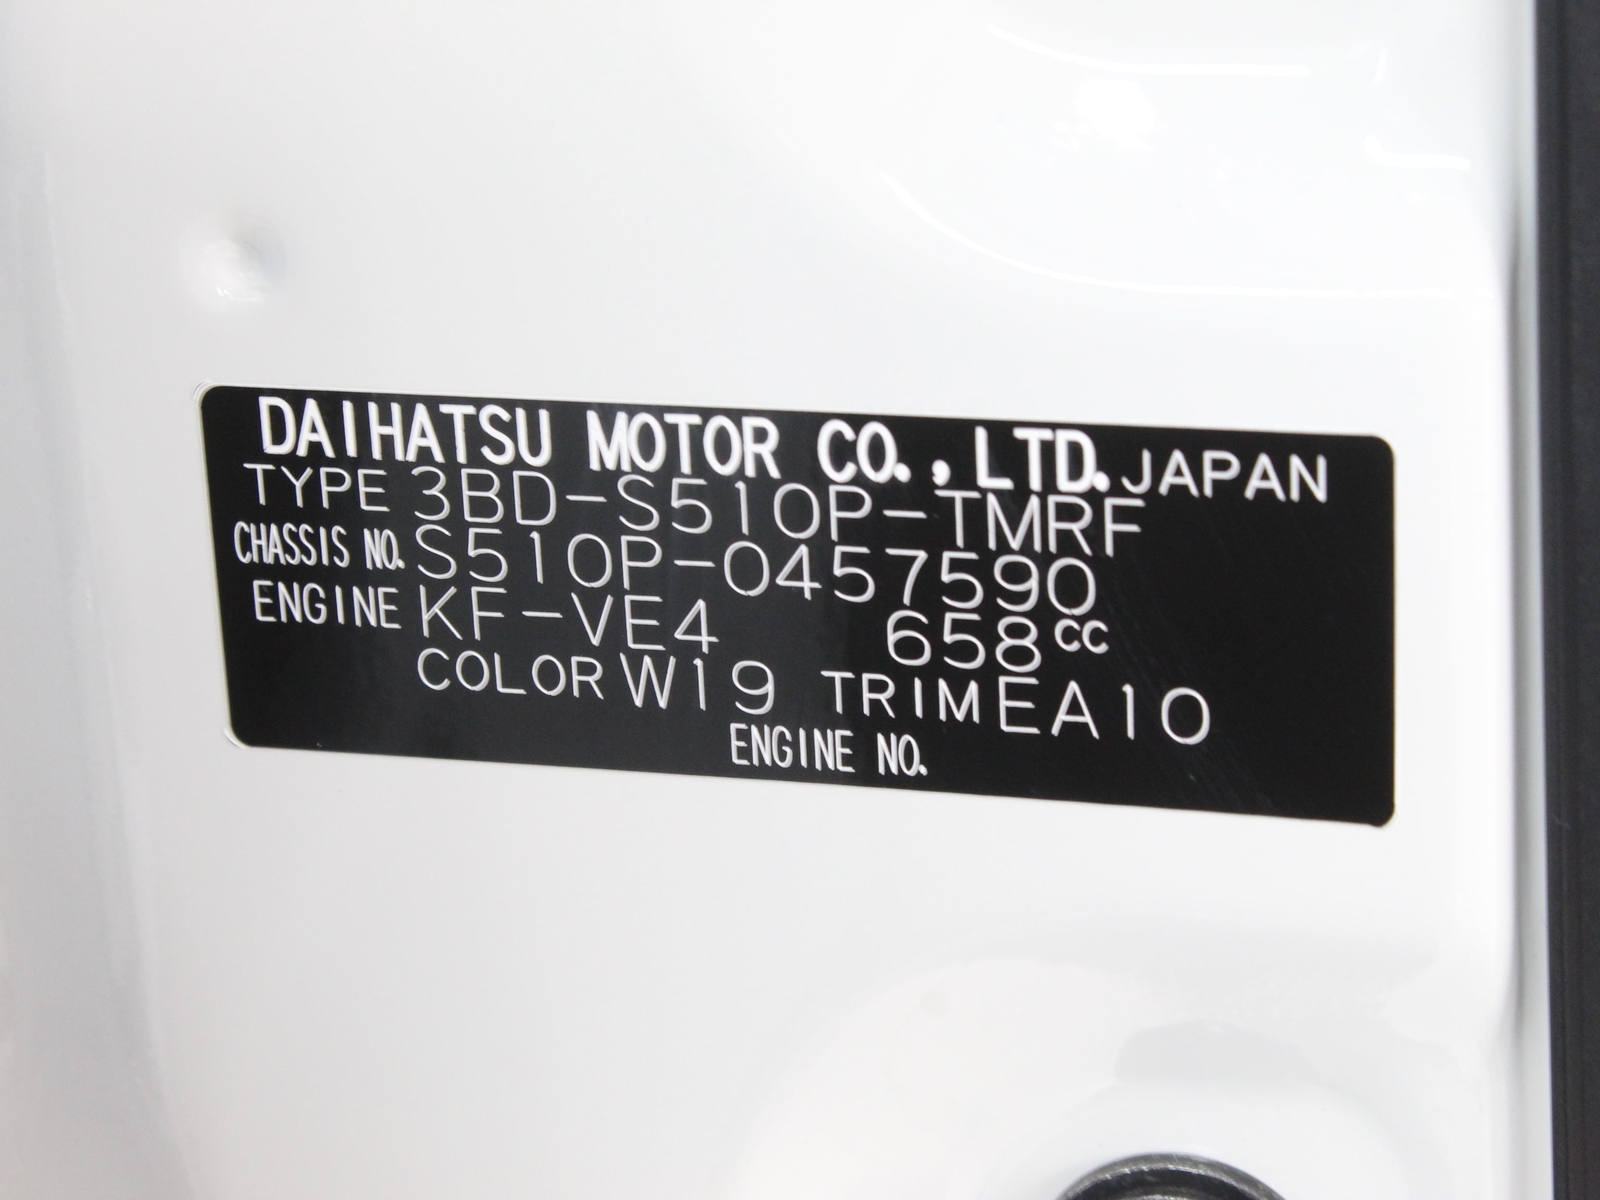 DAIHATSU MOTOR CO.,LTD. JAPAN
TYPE 3BD-S510P-TMRF
CHASSIS NO. S510P-0457590
ENGINE KF-VE4 658cc
COLOR W19 TRIM EA10
ENGINE NO.